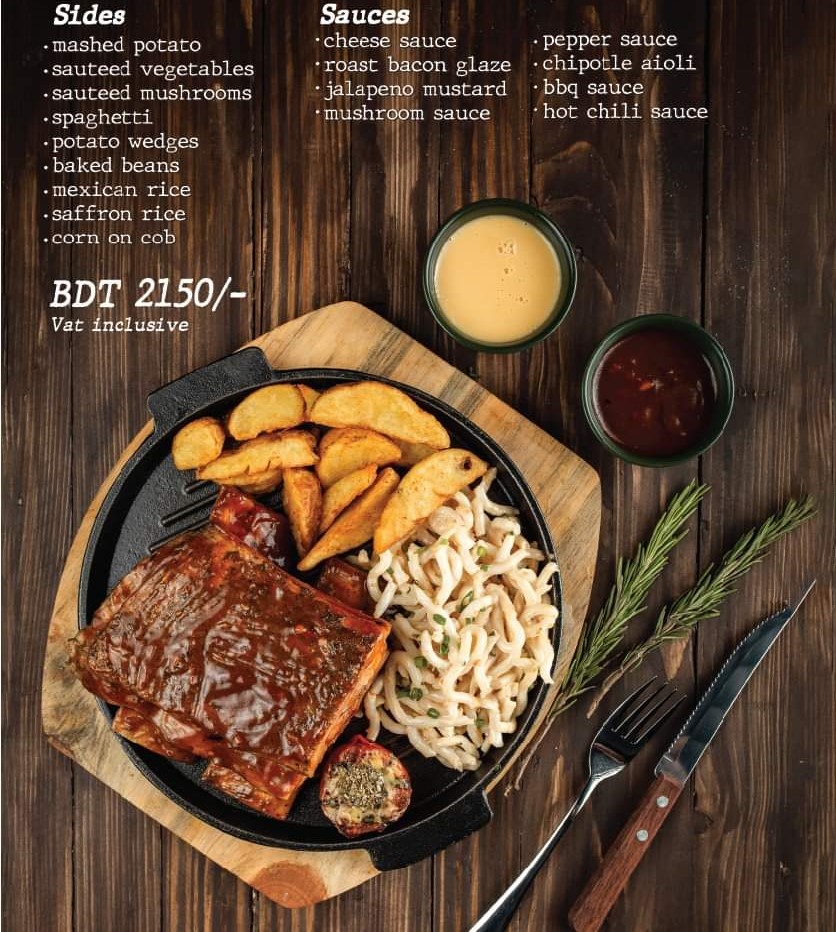 Sides
· mashed potato
· sauteed vegetables
· sauteed mushrooms
· spaghetti
· potato wedges
· baked beans
· mexican rice
· saffron rice
· corn on cob
BDT 2150/-
Vat inclusive
Sauces
· cheese sauce
· roast bacon glaze
· jalapeno mustard
· mushroom sauce
· pepper sauce
· chipotle aioli
· bbq sauce
· hot chili sauce